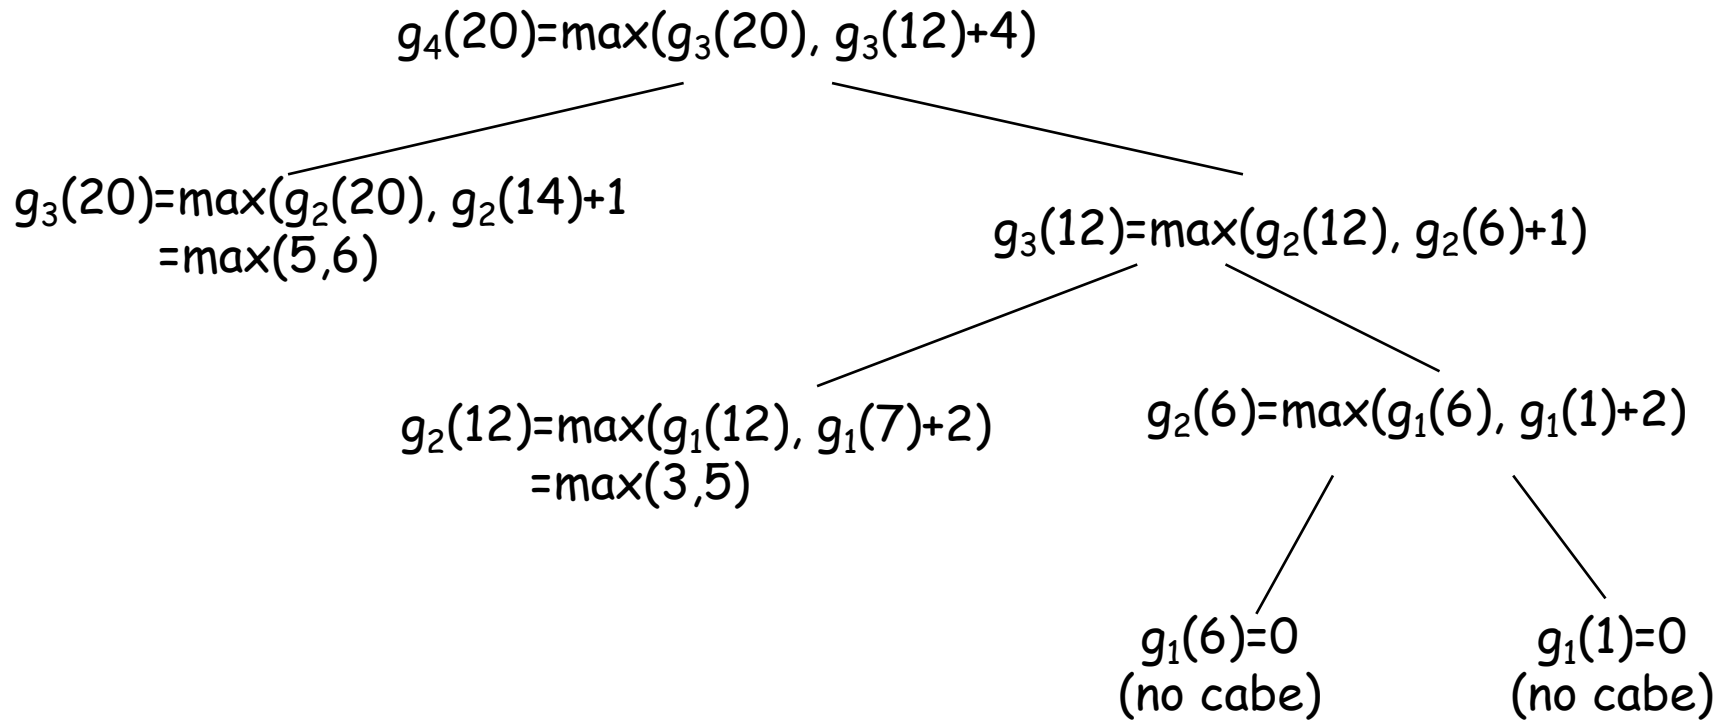 g₄(20)=max(g₃(20), g₃(12)+4)
g₃(20)=max(g₂(20), g₂(14)+1
=max(5,6)
g₃(12)=max(g₂(12), g₂(6)+1)
g₂(12)=max(g₁(12), g₁(7)+2)
=max(3,5)
g₂(6)=max(g₁(6), g₁(1)+2)
g₁(6)=0
(no cabe)
g₁(1)=0
(no cabe)